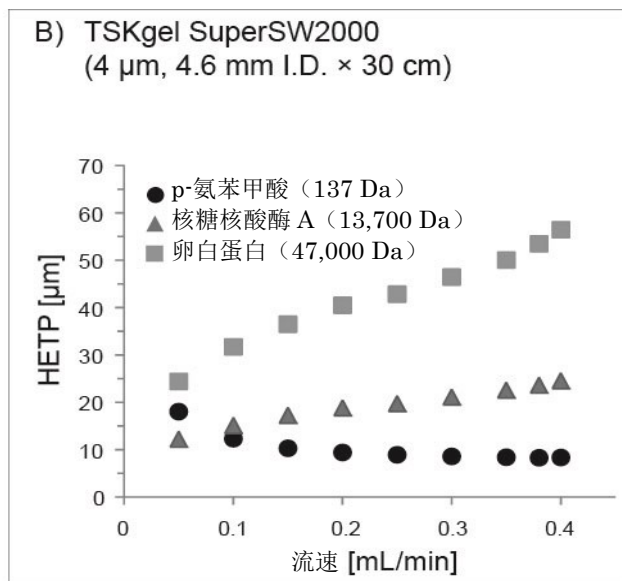 B) TSKgel SuperSW2000
(4 μm, 4.6 mm I.D. × 30 cm)
70
60
50
40
30
20
10
0
HETP [μm]
p-氨苯甲酸（137 Da）
核糖核酸酶 A（13,700 Da）
卵白蛋白（47,000 Da）
0 0.1 0.2 0.3 0.4
流速 [mL/min]